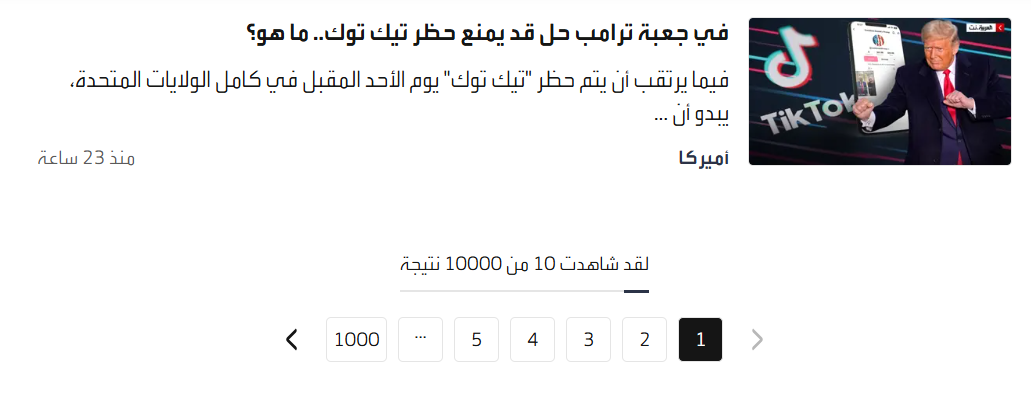 في جعبة ترامب حل قد يمنع حظر تيك توك.. ما هو؟
فيما يرتقب أن يتم حظر "تيك توك" يوم الأحد المقبل في كامل الولايات المتحدة،
يبدو أن ...
أميركا
منذ 23 ساعة
العربية.نت
TikTok
لقد شاهدت 10 من 10000 نتيجة
1 2 3 4 5 ... 1000